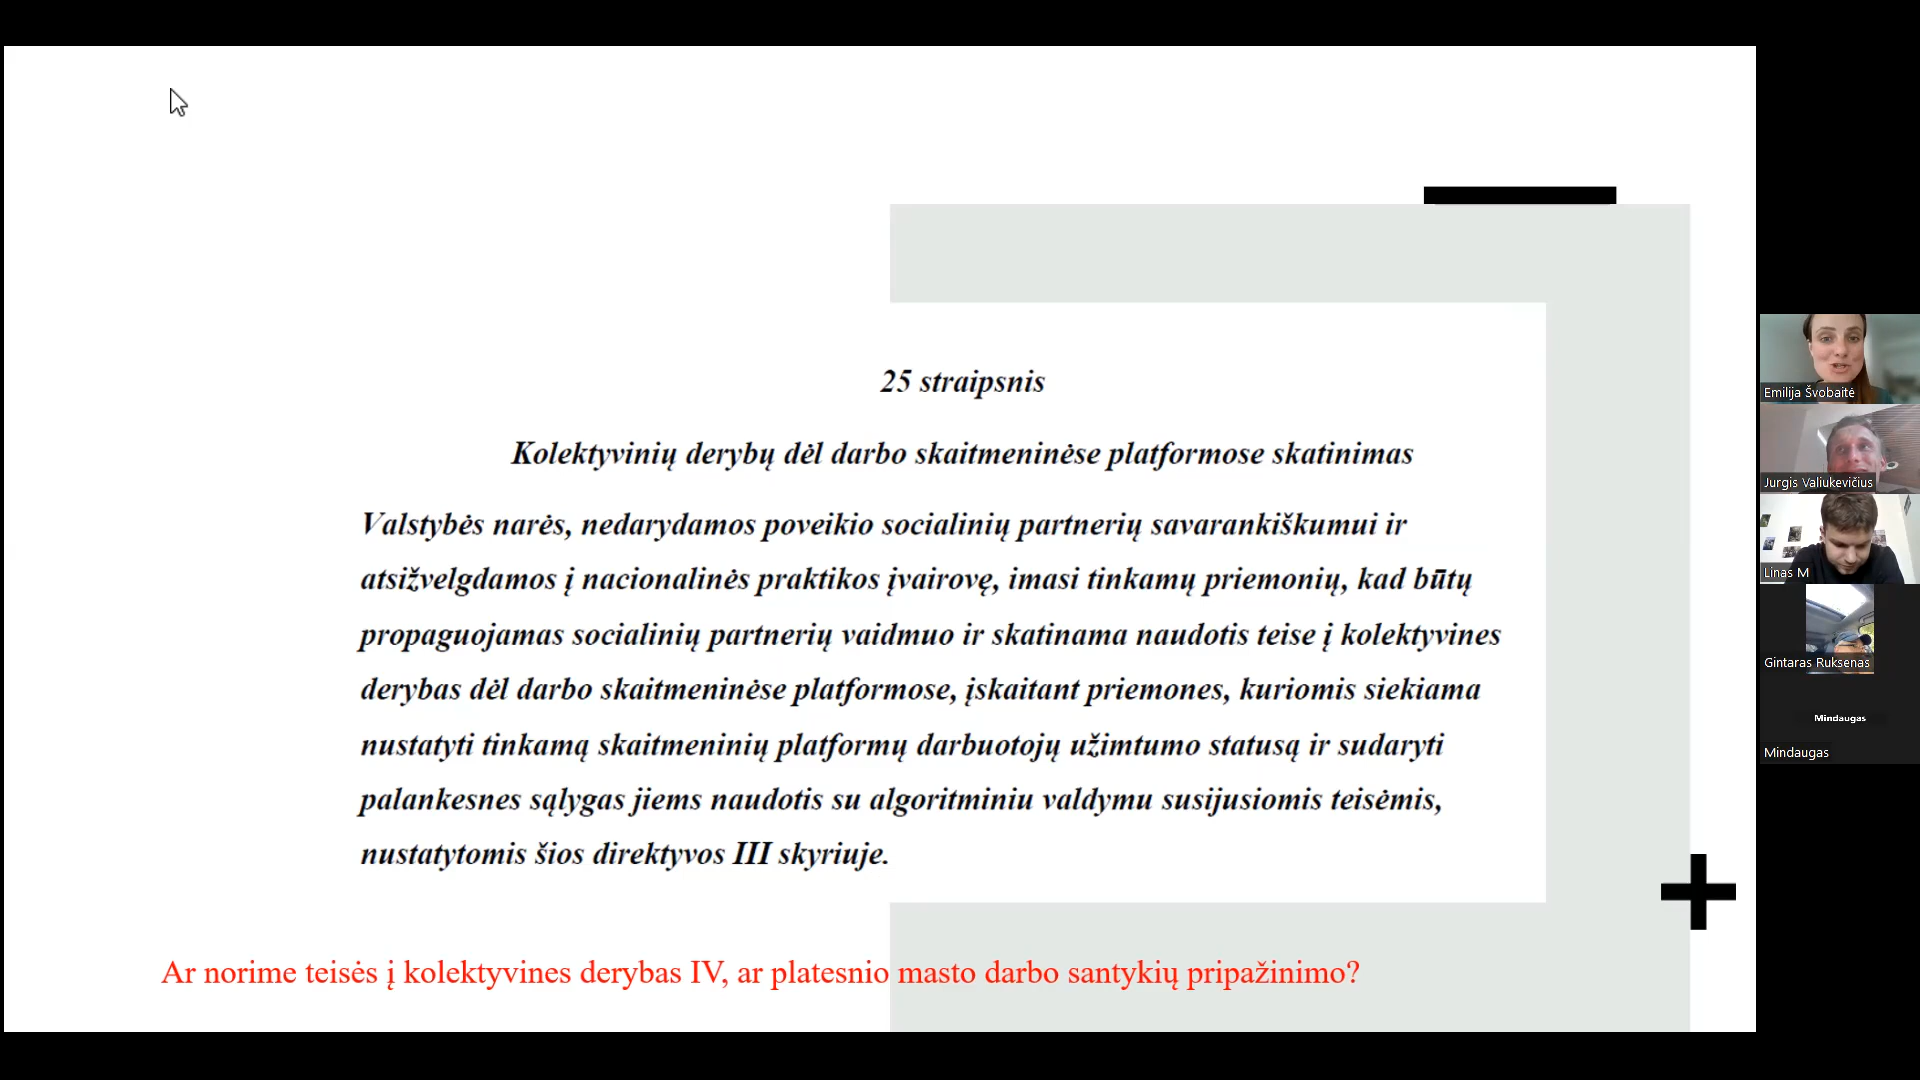 25 straipsnis
Kolektyvinių derybų dėl darbo skaitmeninėse platformose skatinimas
Valstybės narės, nedarydamos poveikio socialinių partnerių savarankiškumui ir
atsižvelgdamos į nacionalinės praktikos įvairovę, imasi tinkamų priemonių, kad būtų
propaguojamas socialinių partnerių vaidmuo ir skatinama naudotis teise į kolektyvines
derybas dėl darbo skaitmeninėse platformose, įskaitant priemones, kuriomis siekiama
nustatyti tinkamą skaitmeninių platformų darbuotojų užimtumo statusą ir sudaryti
palankesnes sąlygas jiems naudotis su algoritminiu valdymu susijusiomis teisėmis,
nustatytomis šios direktyvos III skyriuje.
Ar norime teisės į kolektyvines derybas IV, ar platesnio masto darbo santykių pripažinimo?
Emilija Švobaitė
Jurgis Valiukevičius
Linas M
Gintaras Ruksenas
Mindaugas
Mindaugas